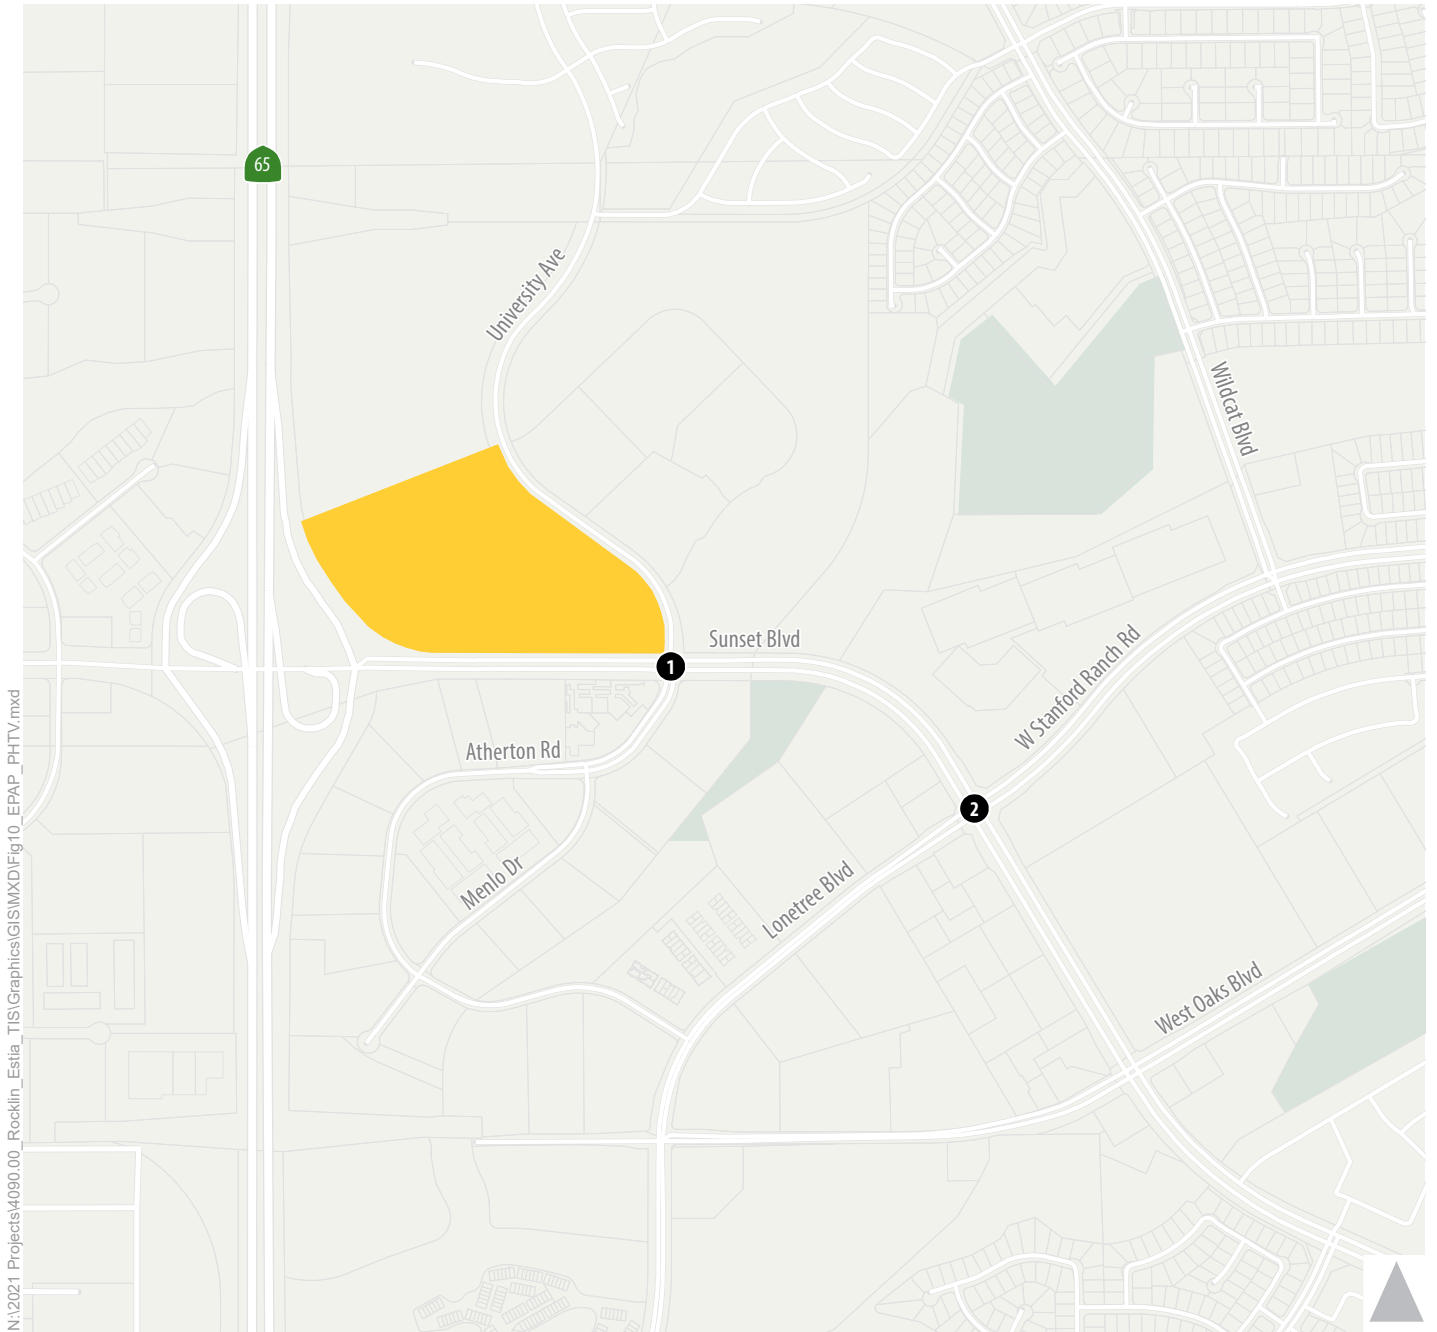 65
University Ave
Wildcat Blvd
Sunset Blvd
1
W Stanford Ranch Rd
Atherton Rd
2
Menlo Dr
Lonetree Blvd
West Oaks Blvd
N:\2021 Projects\4090.00_Rocklin_Estia_TIS\Graphics\GIS\MXD\Fig10_EPAP_PHTV.mxd